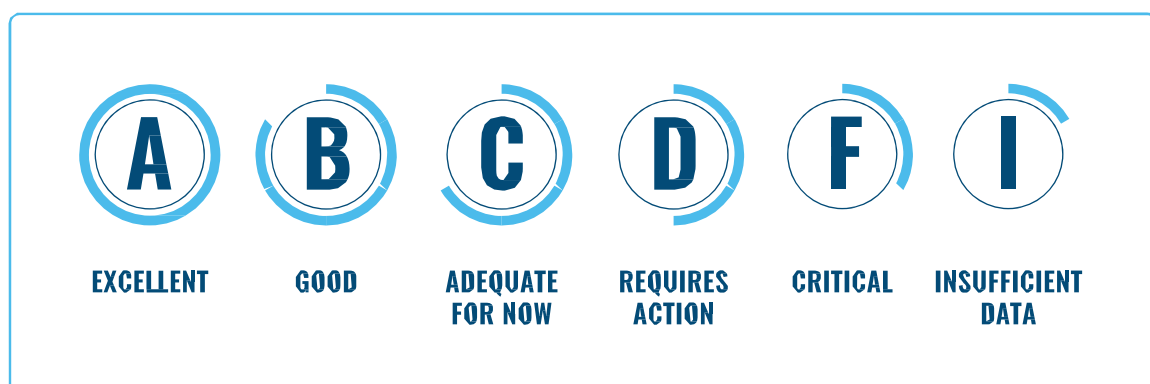 A B C D F I
EXCELLENT GOOD ADEQUATE REQUIRES CRITICAL INSUFFICIENT
FOR NOW ACTION DATA